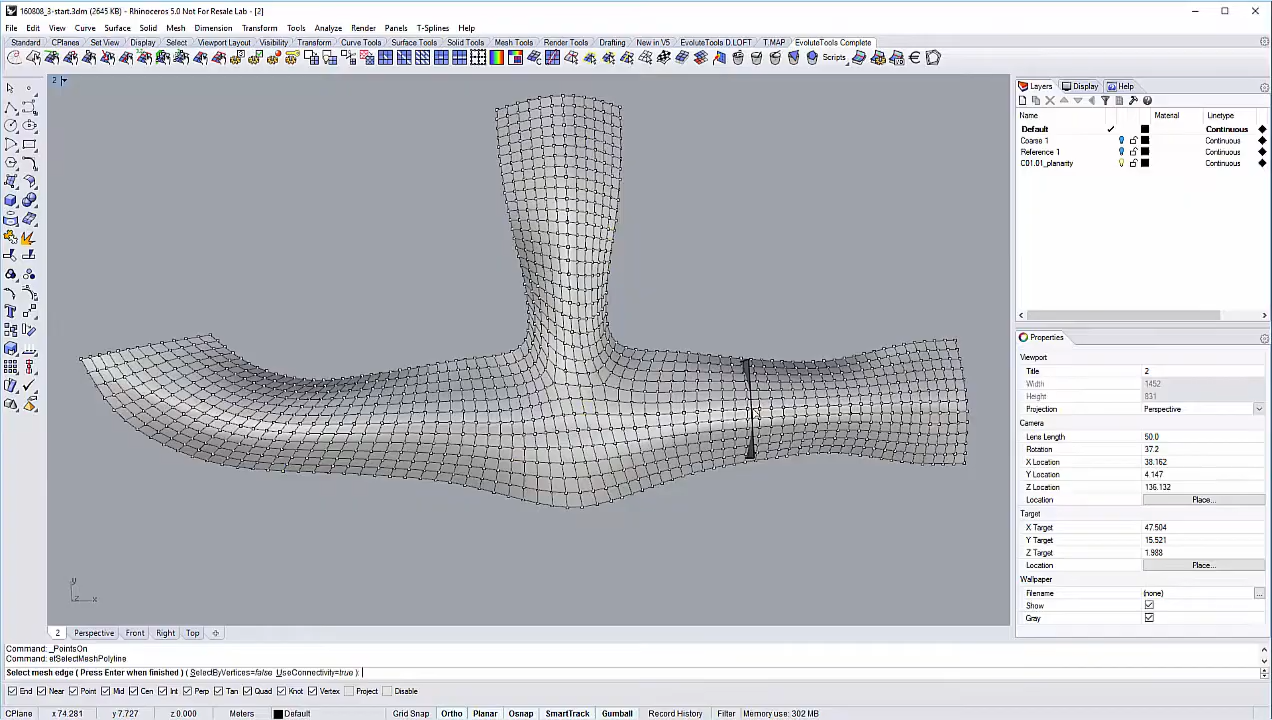 160808_3-start.3dm (2645 KB) - Rhinoceros 5.0 Not For Resale Lab - [2]
File Edit View Curve Surface Solid Mesh Dimension Transform Tools Analyze Render Panels T-Splines Help
Standard CPlanes Set View Display Select Viewport Layout Visibility Transform Curve Tools Surface Tools Solid Tools Mesh Tools Render Tools Drafting New in V5 EvoluteTools D.LOFT T.MAP EvoluteTools Complete
Scripts
2
Layers Display Help
Name Material Linetype
Default Continuous
Coarse 1 Continuous
Reference 1 Continuous
C01.01_planarity Continuous
Properties
Viewport
Title 2
Width 1452
Height 831
Projection Perspective
Camera
Lens Length 50.0
Rotation 37.2
X Location 38.162
Y Location 4.147
Z Location 136.132
Location Place...
Target
X Target 47.504
Y Target 15.521
Z Target 1.988
Location Place...
Wallpaper
Filename (none) ...
Show
Gray
y
z x
2 Perspective Front Right Top
Command: _PointsOn
Command: etSelectMeshPolyline
Select mesh edge ( Press Enter when finished ) ( SelectByVertices=false UseConnectivity=true ):
End Near Point Mid Cen Int Perp Tan Quad Knot Vertex Project Disable
CPlane x 74.281 y 7.727 z 0.000 Meters Default Grid Snap Ortho Planar Osnap SmartTrack Gumball Record History Filter Memory use: 302 MB